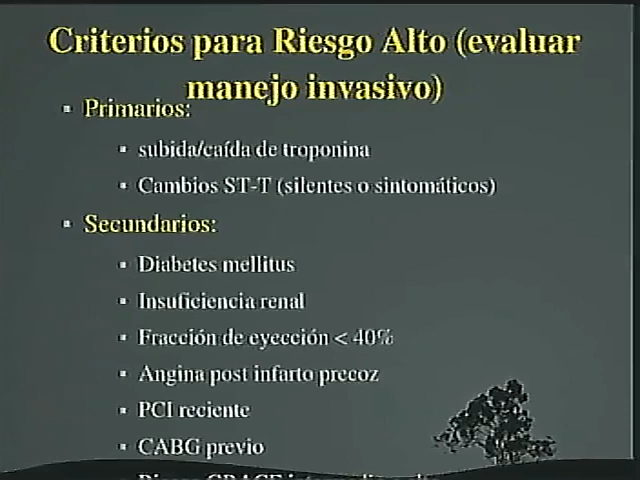 Criterios para Riesgo Alto (evaluar
manejo invasivo)
Primarios:
subida/caída de troponina
Cambios ST-T (silentes o sintomáticos)
Secundarios:
Diabetes mellitus
Insuficiencia renal
Fracción de eyección < 40%
Angina post infarto precoz
PCI reciente
CABG previo